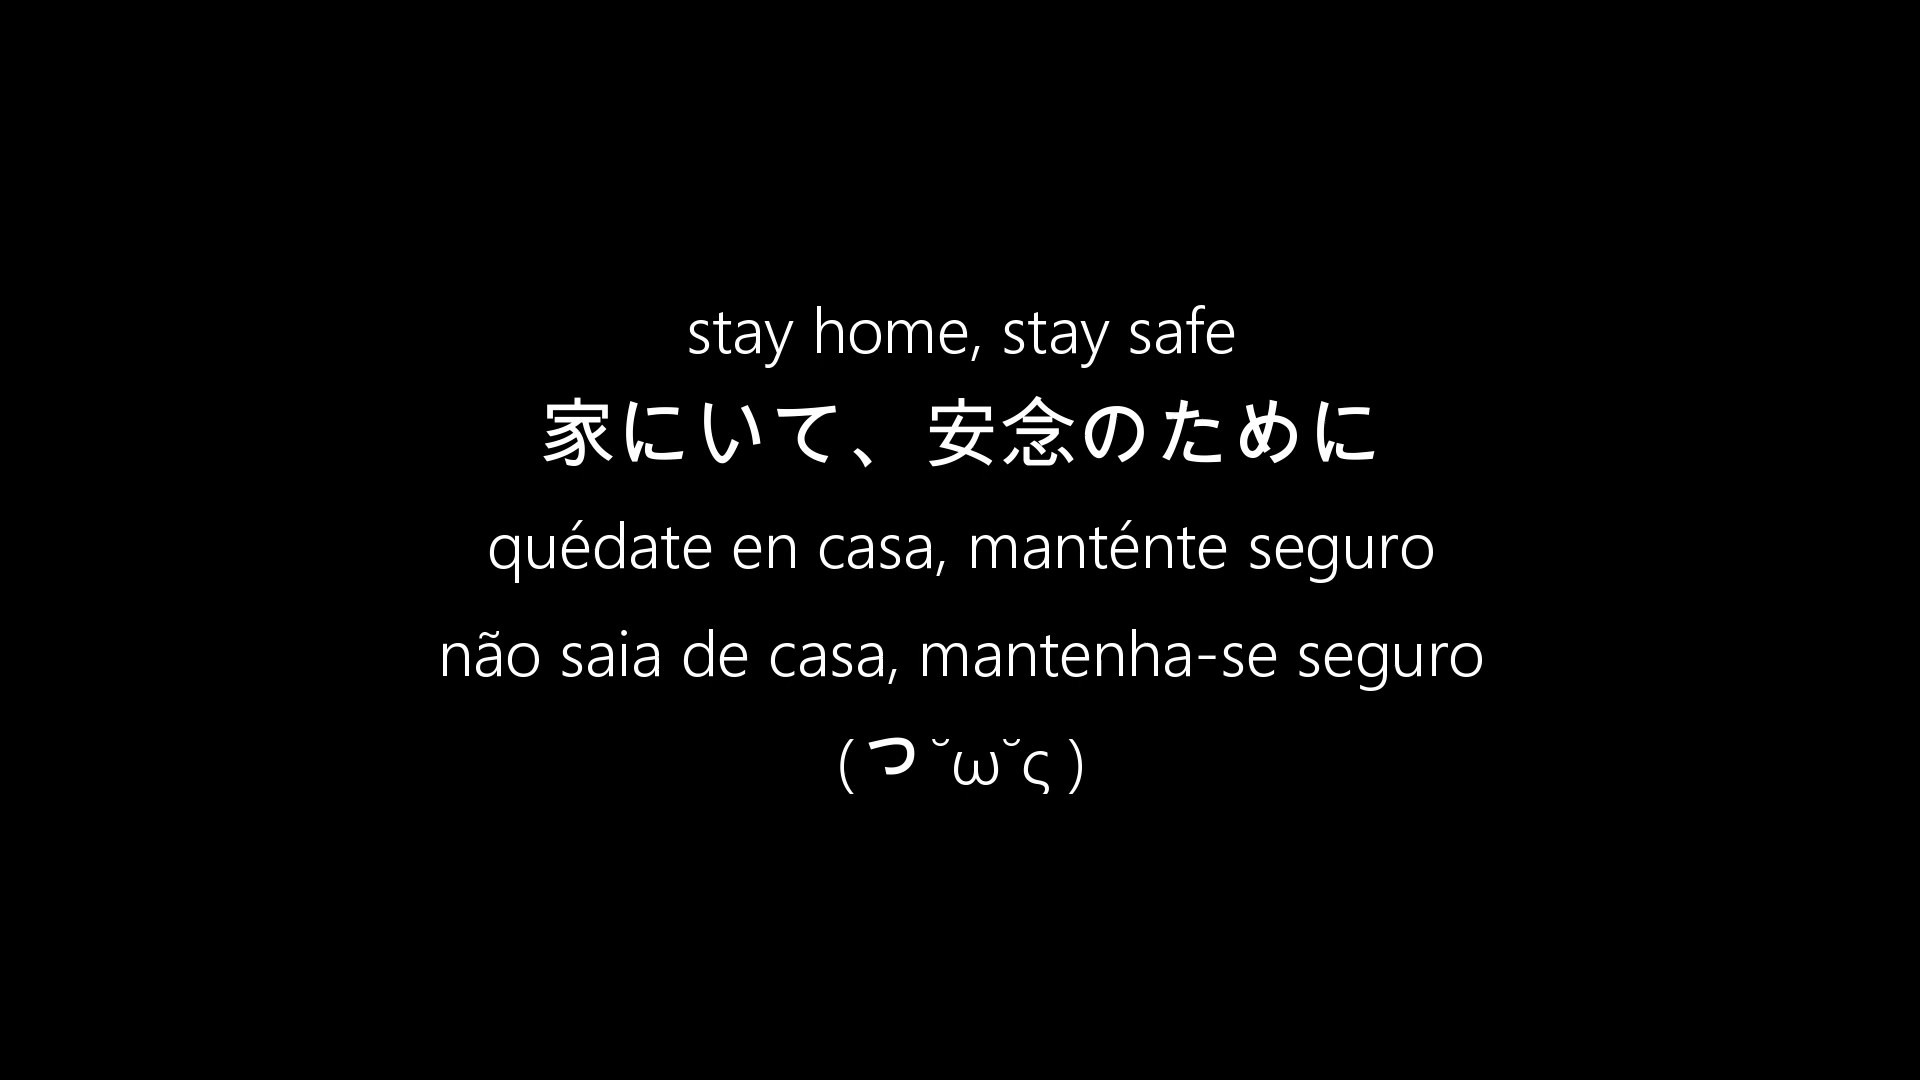 stay home, stay safe
家にいて、安念のために
quédate en casa, manténte seguro
não saia de casa, mantenha-se seguro
(っ˘ω˘ς )